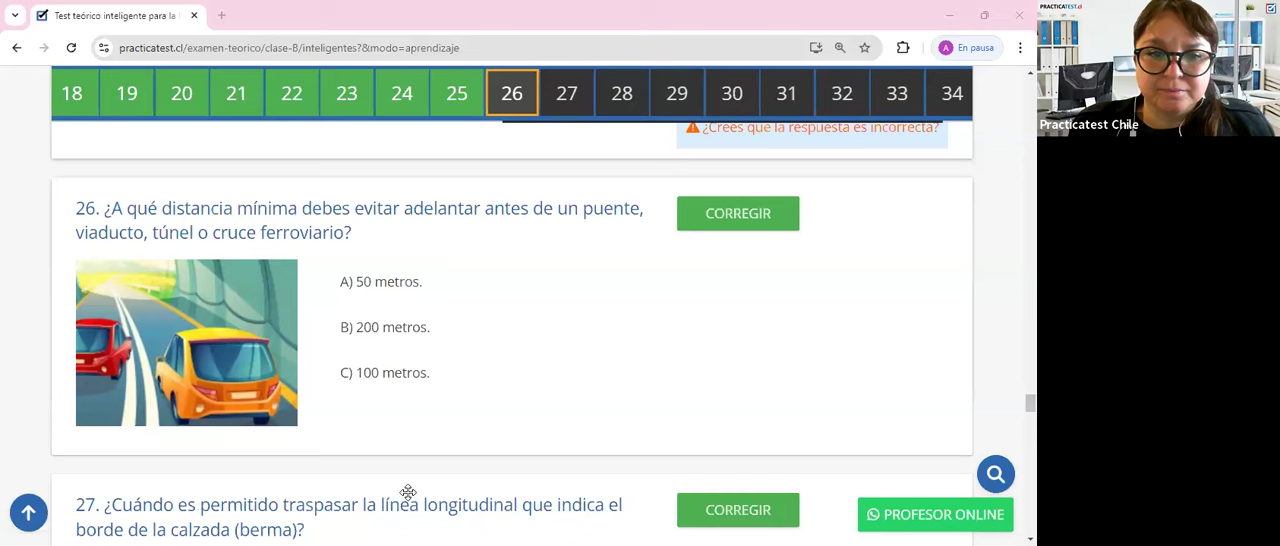 Test teórico inteligente para la
practicatest.cl/examen-teorico/clase-B/inteligentes?&modo=aprendizaje
A
En pausa
PRACTICATEST.cl
Practicatest Chile
18 19 20 21 22 23 24 25 26 27 28 29 30 31 32 33 34
¿Crees que la respuesta es incorrecta?
26. ¿A qué distancia mínima debes evitar adelantar antes de un puente,
viaducto, túnel o cruce ferroviario?
CORREGIR
A) 50 metros.
B) 200 metros.
C) 100 metros.
27. ¿Cuándo es permitido traspasar la línea longitudinal que indica el
borde de la calzada (berma)?
CORREGIR
PROFESOR ONLINE